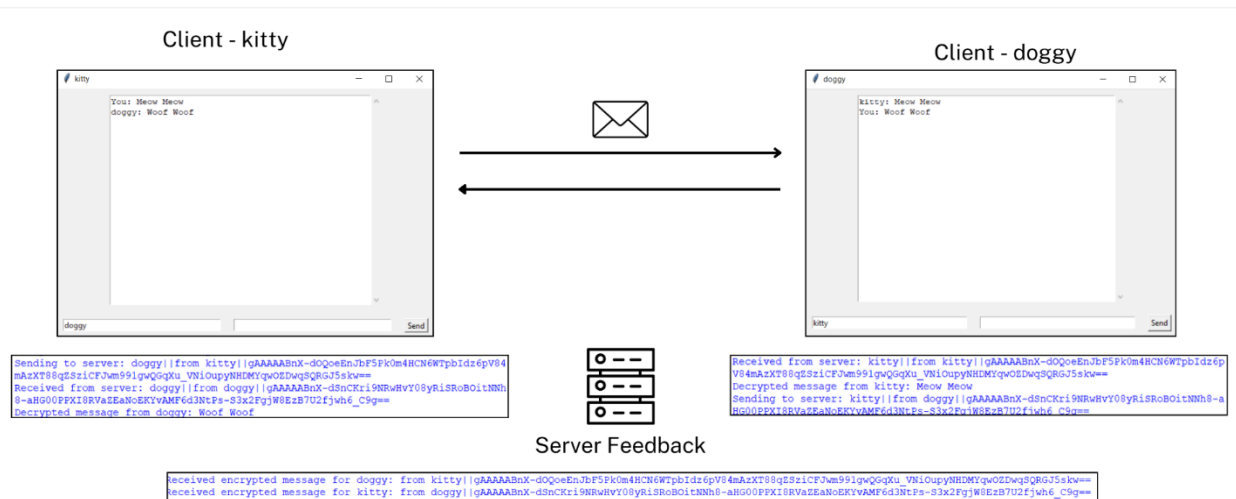 Client - kitty
Client - doggy
kitty
You: Meow Meow
doggy: Woof Woof
doggy
Send
doggy
kitty: Meow Meow
You: Woof Woof
kitty
Send
Sending to server: doggy||from kitty||gAAAAABnX-dOQoeEnJbF5Pk0m4HCN6WTpbIdz6pV84
mAzXT88qZSziCFJwm991gwQGqXu_VNiOupyNHDMYqwOZDwqSQRGJ5skw==
Received from server: doggy||from doggy||gAAAAABnX-dSnCKri9NRwHvY08yRiSRoBOitNNh
8-aHG00PPXI8RVaZEaNoEKYvAMF6d3NtPs-S3x2FgjW8EzB7U2fjwh6_C9g==
Decrypted message from doggy: Woof Woof
Received from server: kitty||from kitty||gAAAAABnX-dOQoeEnJbF5Pk0m4HCN6WTpbIdz6p
V84mAzXT88qZSziCFJwm991gwQGqXu_VNiOupyNHDMYqwOZDwqSQRGJ5skw==
Decrypted message from kitty: Meow Meow
Sending to server: kitty||from doggy||gAAAAABnX-dSnCKri9NRwHvY08yRiSRoBOitNNh8-a
HG00PPXI8RVaZEaNoEKYvAMF6d3NtPs-S3x2FgjW8EzB7U2fjwh6_C9g==
Server Feedback
Received encrypted message for doggy: from kitty||gAAAAABnX-dOQoeEnJbF5Pk0m4HCN6WTpbIdz6pV84mAzXT88qZSziCFJwm991gwQGqXu_VNiOupyNHDMYqwOZDwqSQRGJ5skw==
Received encrypted message for kitty: from doggy||gAAAAABnX-dSnCKri9NRwHvY08yRiSRoBOitNNh8-aHG00PPXI8RVaZEaNoEKYvAMF6d3NtPs-S3x2FgjW8EzB7U2fjwh6_C9g==